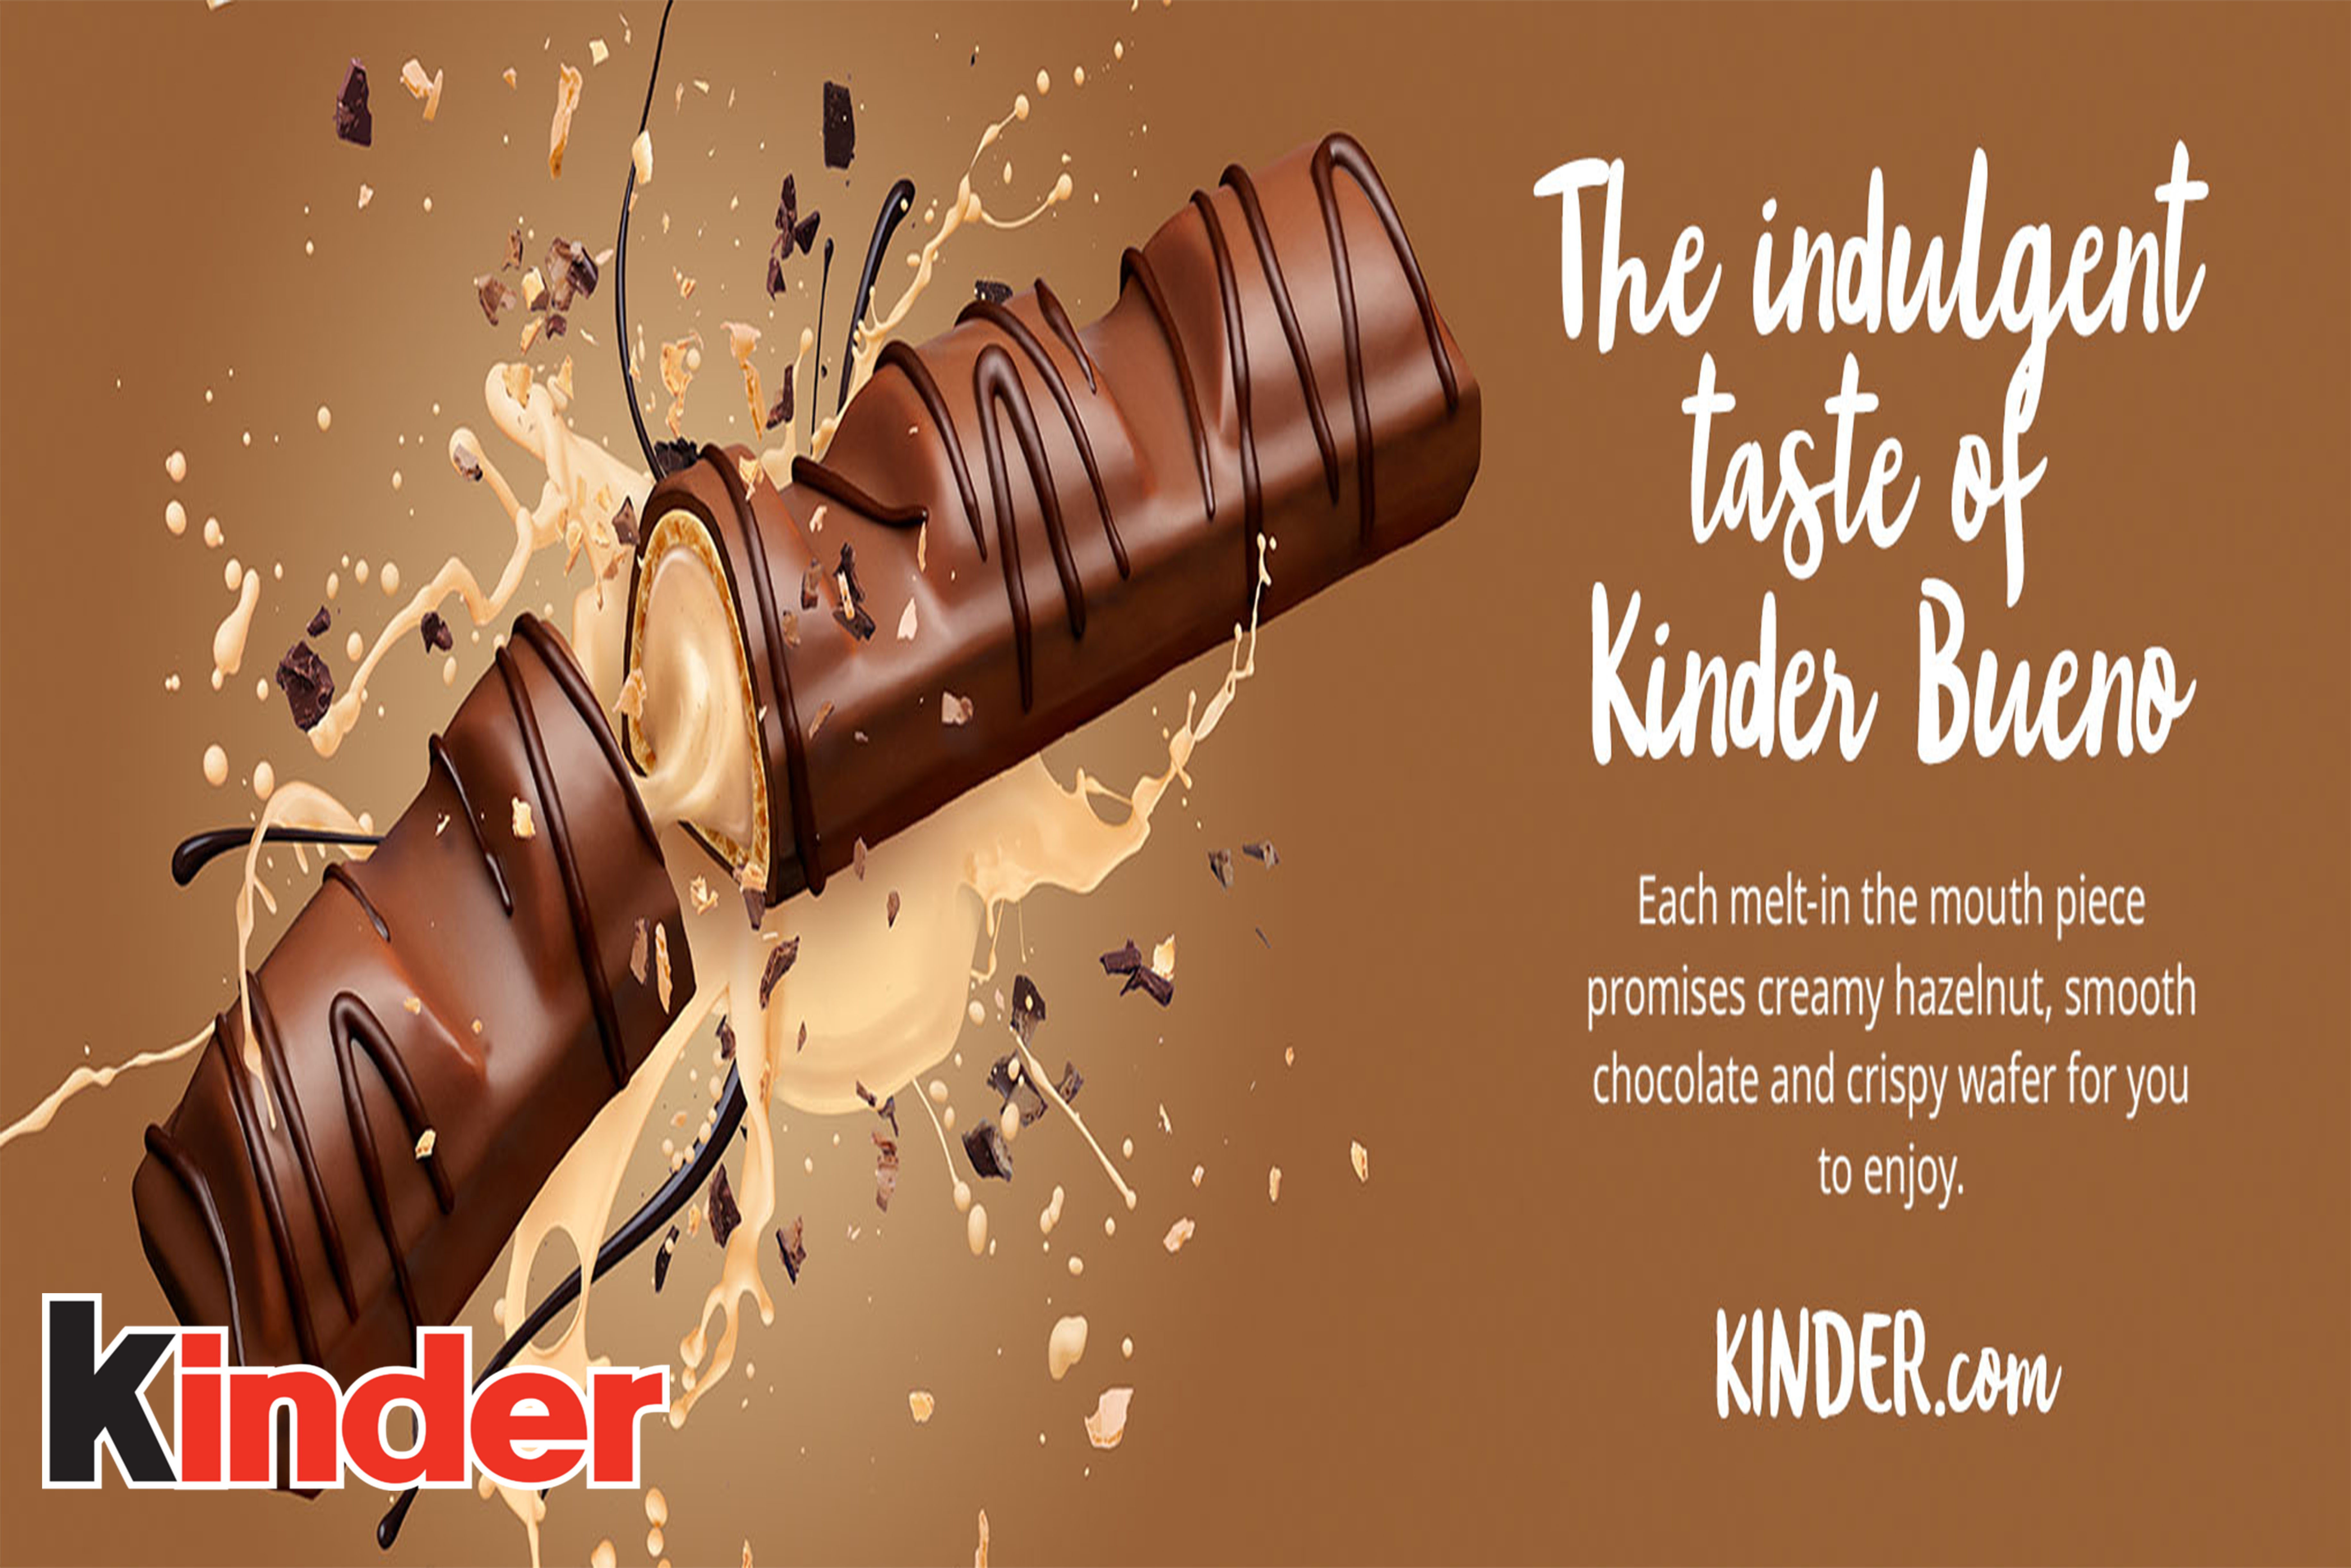 The indulgent
taste of
Kinder Bueno
Each melt-in the mouth piece
promises creamy hazelnut, smooth
chocolate and crispy wafer for you
to enjoy.
KINDER.com
kinder